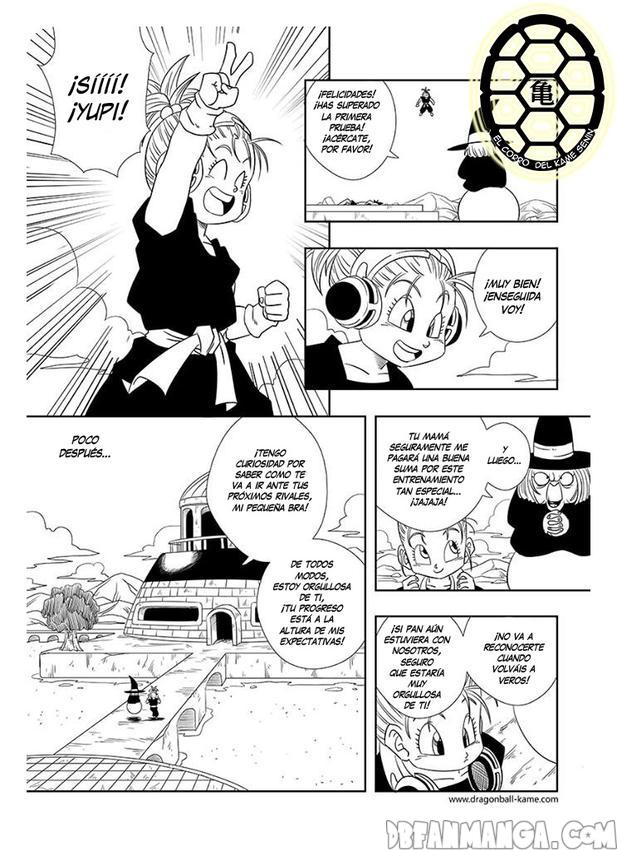 ¡SÍÍÍÍ!
¡YUPI!
¡FELICIDADES!
¡HAS SUPERADO
LA PRIMERA
PRUEBA!
¡ACÉRCATE,
POR FAVOR!
亀
EL CORRO DEL KAME SENIN
¡MUY BIEN!
¡ENSEGUIDA
VOY!
POCO
DESPUÉS...
¡TENGO
CURIOSIDAD POR
SABER COMO TE
VA A IR ANTE TUS
PRÓXIMOS RIVALES,
MI PEQUEÑA BRA!
DE TODOS
MODOS,
ESTOY ORGULLOSA
DE TI,
¡TU PROGRESO
ESTÁ A LA
ALTURA DE MIS
EXPECTATIVAS!
Y
LUEGO...
TU MAMÁ
SEGURAMENTE ME
PAGARÁ UNA BUENA
SUMA POR ESTE
ENTRENAMIENTO
TAN ESPECIAL...
¡JAJAJA!
¡SI PAN AÚN
ESTUVIERA CON
NOSOTROS,
SEGURO
QUE ESTARÍA
MUY
ORGULLOSA
DE TI!
¡NO VA A
RECONOCERTE
CUANDO
VOLVÁIS A
VEROS!
www.dragonball-kame.com
DBFANMANGA.COM